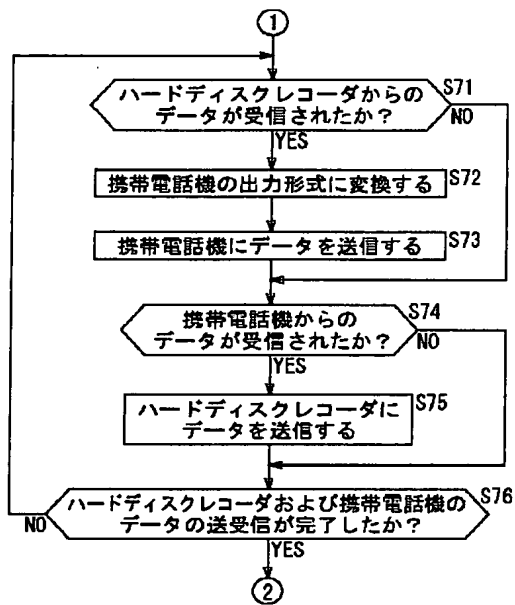 ①
ハードディスクレコーダからの
データが受信されたか？
S71
NO
YES
携帯電話機の出力形式に変換する
S72
携帯電話機にデータを送信する
S73
携帯電話機からの
データが受信されたか？
S74
NO
YES
ハードディスクレコーダに
データを送信する
S75
ハードディスクレコーダおよび携帯電話機の
データの送受信が完了したか？
S76
NO
YES
②